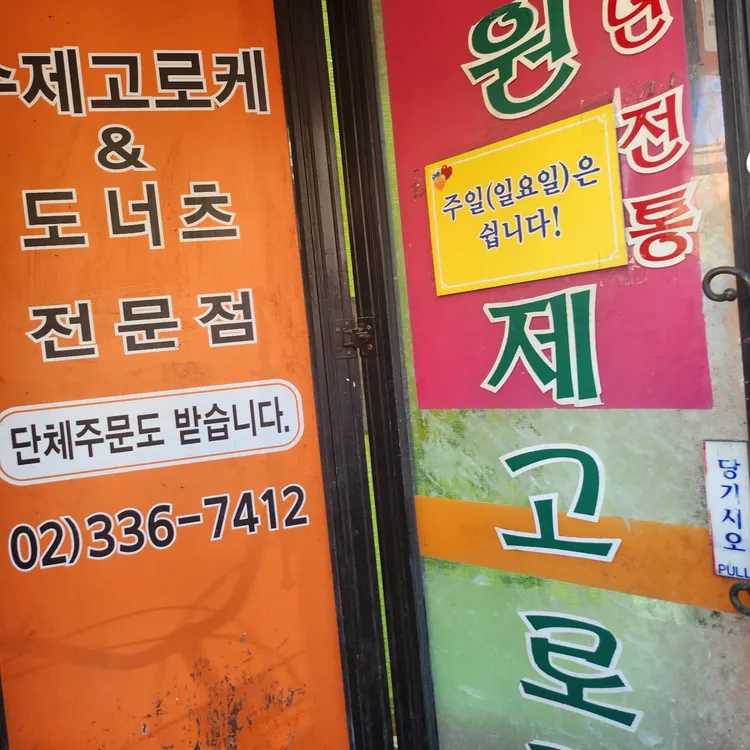 수제고로케
&
도너츠
전문점
단체주문도 받습니다.
02)336-7412
원
년전통
주일(일요일)은
쉽니다!
제
고
로
당기시오
PULL